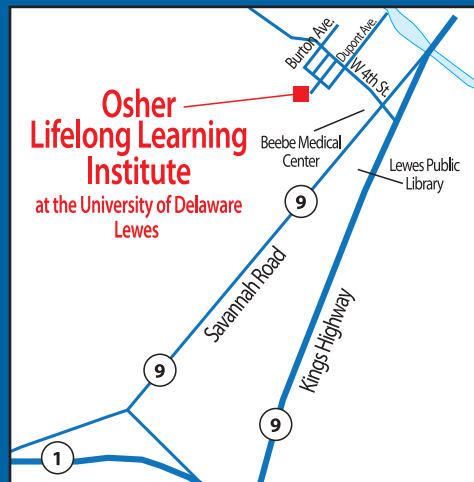 Burton Ave.
Dupont Ave.
W 4th St.
Osher
Lifelong Learning
Institute
at the University of Delaware
Lewes
Beebe Medical
Center
Lewes Public
Library
9
Savannah Road
Kings Highway
9
9
1